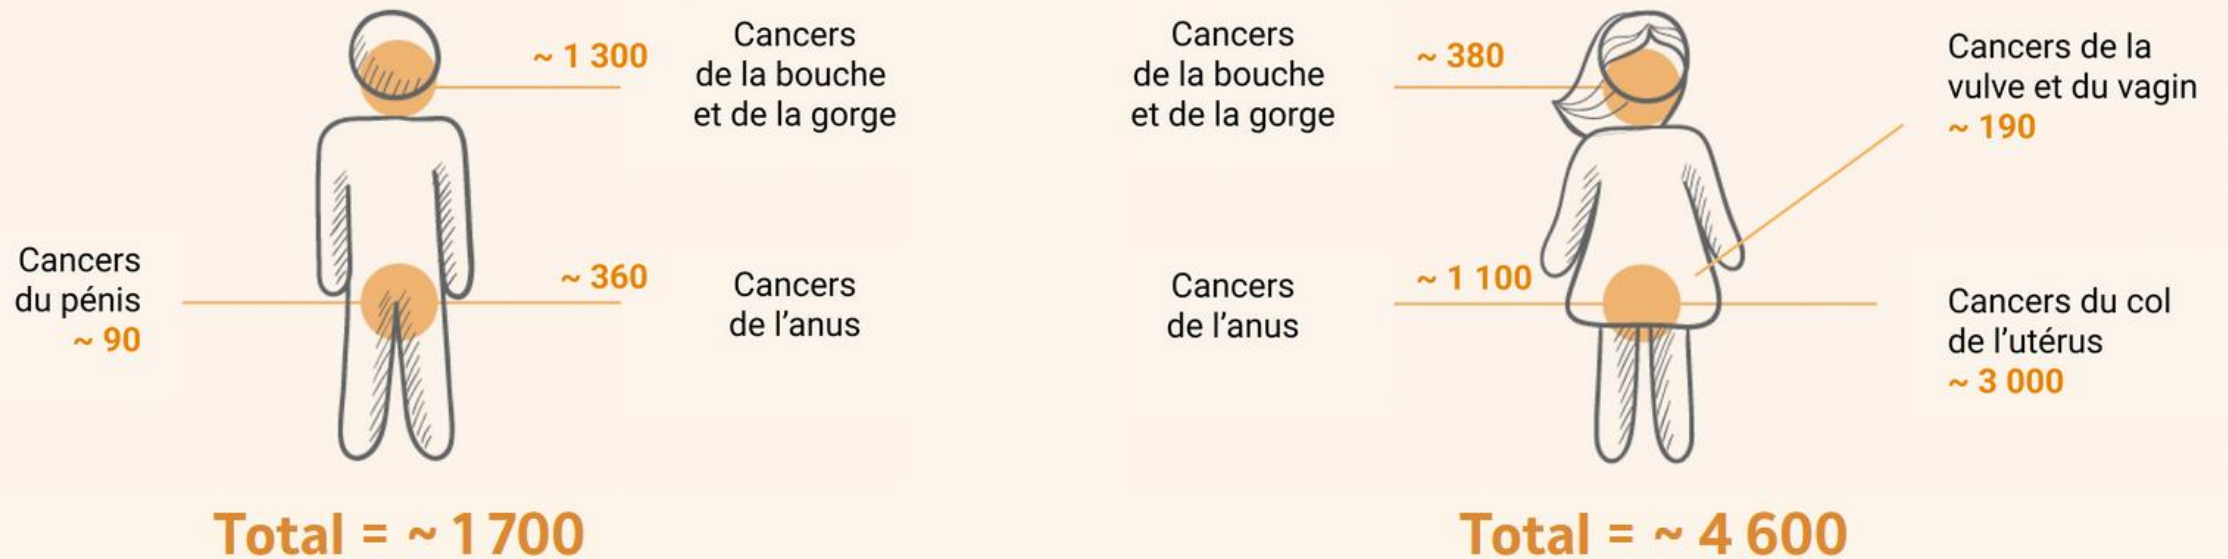 ~ 1 300
Cancers
de la bouche
et de la gorge
Cancers
du pénis
~ 90
~ 360
Cancers
de l'anus
Total = ~ 1 700
Cancers
de la bouche
et de la gorge
~ 380
Cancers de la
vulve et du vagin
~ 190
Cancers
de l'anus
~ 1 100
Cancers du col
de l'utérus
~ 3 000
Total = ~ 4 600